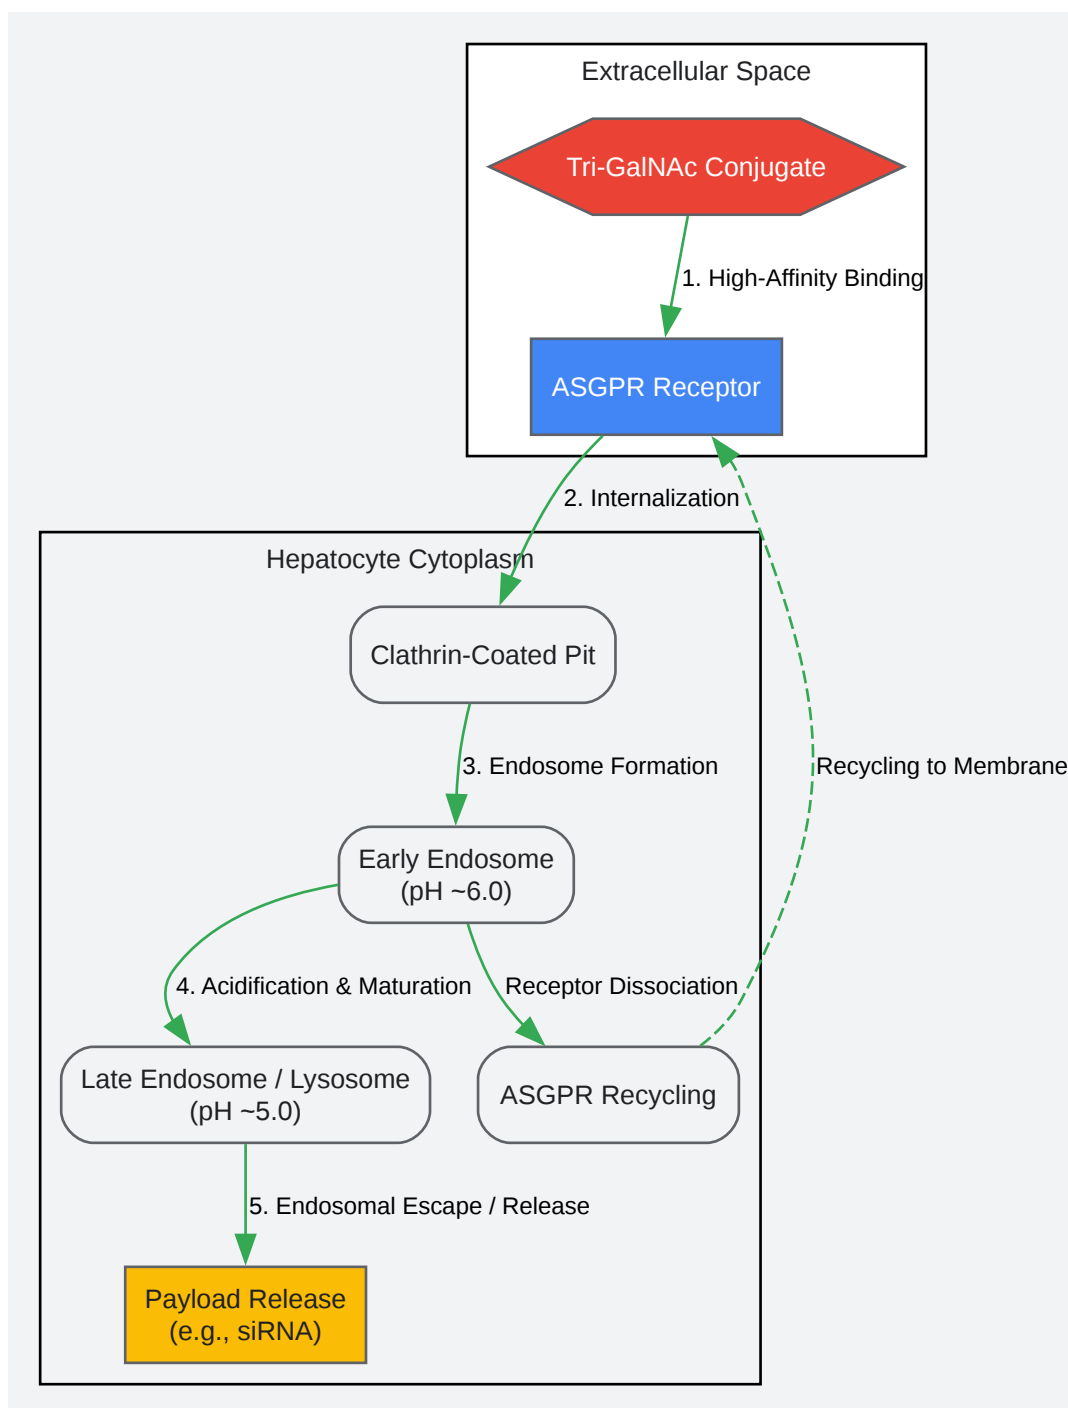 Extracellular Space
Tri-GalNAc Conjugate
1. High-Affinity Binding
ASGPR Receptor
2. Internalization
Hepatocyte Cytoplasm
Clathrin-Coated Pit
3. Endosome Formation
Recycling to Membrane
Early Endosome
(pH ~6.0)
4. Acidification & Maturation
Receptor Dissociation
Late Endosome / Lysosome
(pH ~5.0)
ASGPR Recycling
5. Endosomal Escape / Release
Payload Release
(e.g., siRNA)